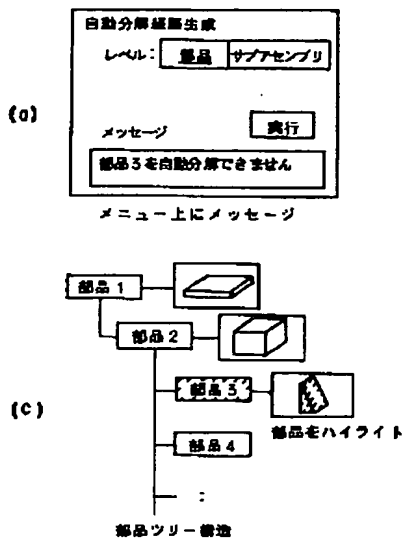 (a)
自動分解経路生成
レベル: 部品 サブアセンブリ
実行
メッセージ
部品3を自動分解できません
メニュー上にメッセージ
(C)
部品1
部品2
部品3
部品をハイライト
部品4
:
部品ツリー構造